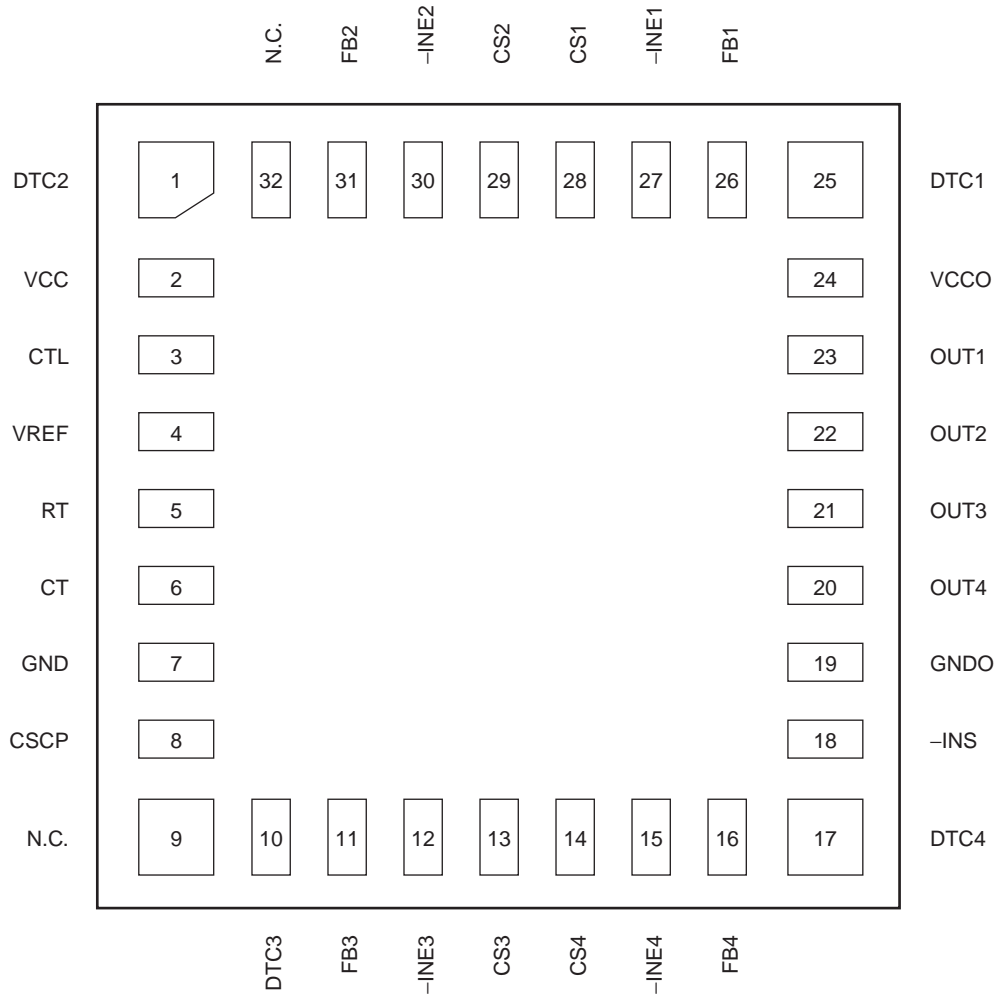 N.C. FB2 –INE2 CS2 CS1 –INE1 FB1
DTC2 1 32 31 30 29 28 27 26 25 DTC1
VCC 2 24 VCCO
CTL 3 23 OUT1
VREF 4 22 OUT2
RT 5 21 OUT3
CT 6 20 OUT4
GND 7 19 GNDO
CSCP 8 18 –INS
N.C. 9 10 11 12 13 14 15 16 17 DTC4
DTC3 FB3 –INE3 CS3 CS4 –INE4 FB4